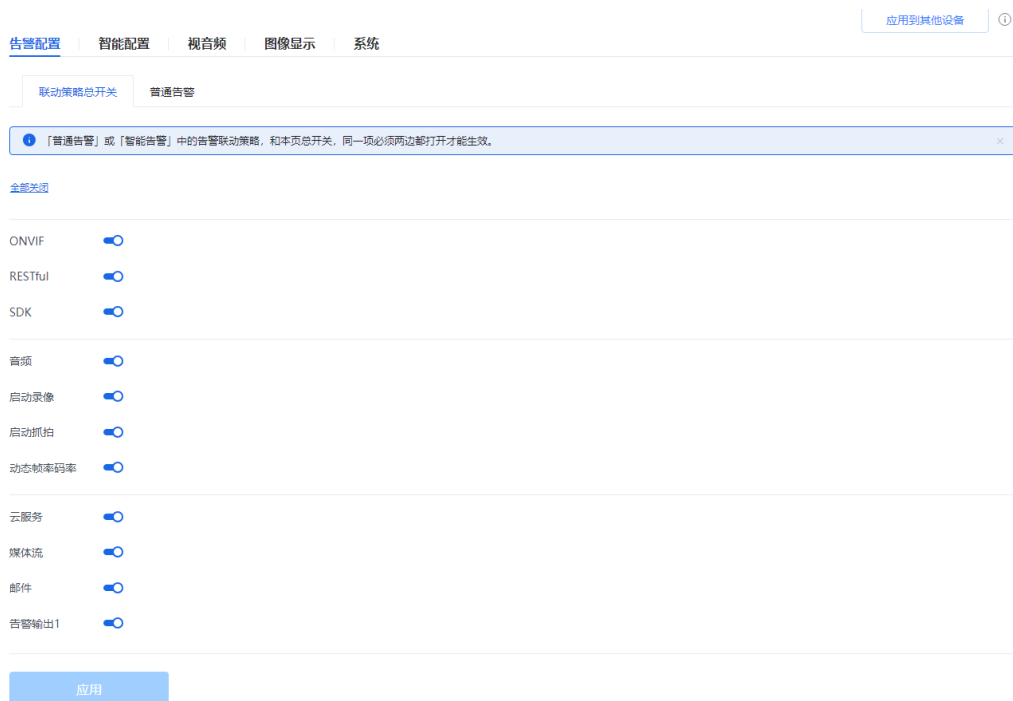 应用到其他设备
告警配置 智能配置 视音频 图像显示 系统
联动策略总开关 普通告警
「普通告警」或「智能告警」中的告警联动策略，和本页总开关，同一项必须两边都打开才能生效。
全部关闭
ONVIF
RESTful
SDK
音频
启动录像
启动抓拍
动态帧率码率
云服务
媒体流
邮件
告警输出1
应用